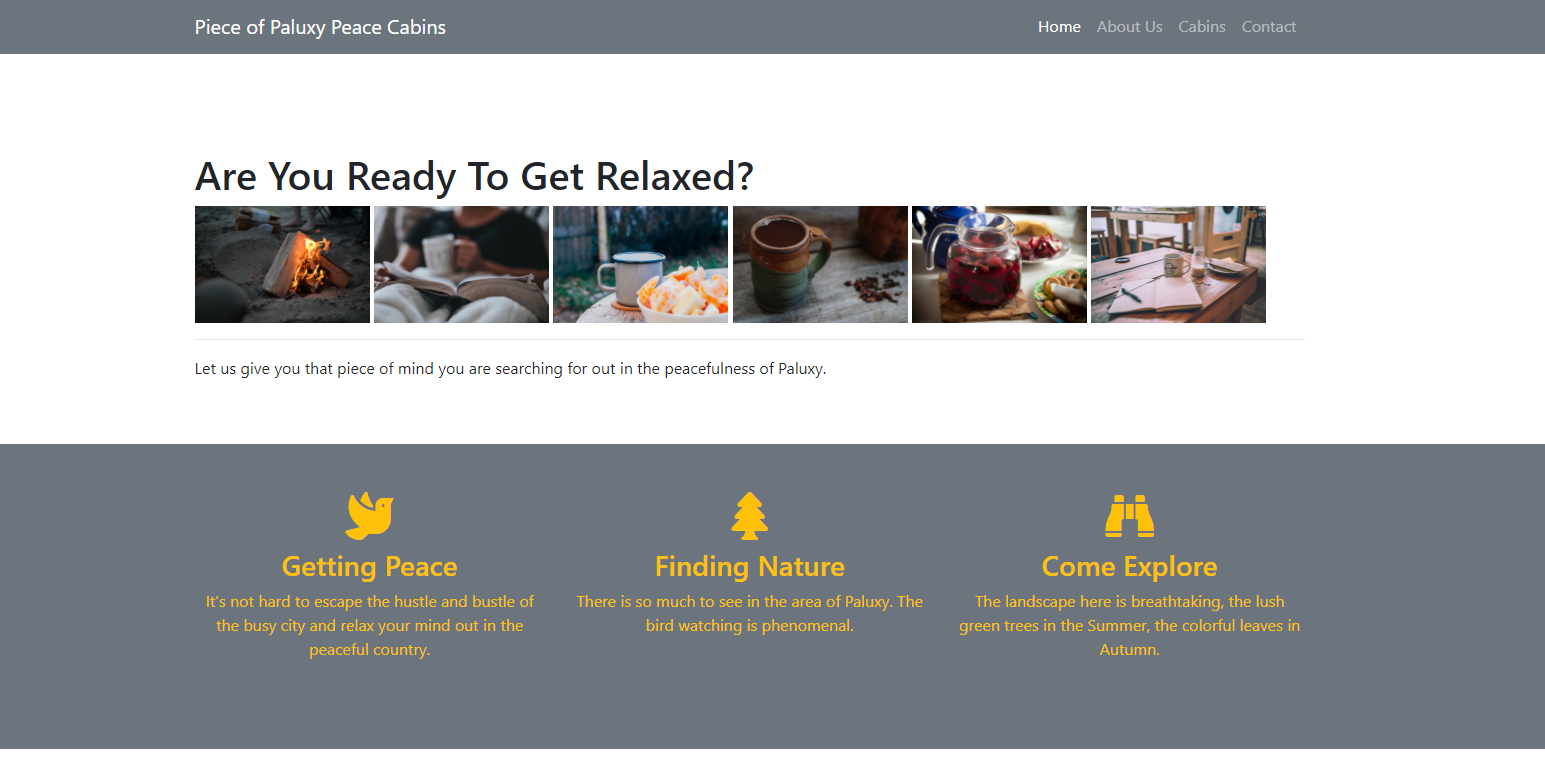 Piece of Paluxy Peace Cabins
Home About Us Cabins Contact
Are You Ready To Get Relaxed?
Let us give you that piece of mind you are searching for out in the peacefulness of Paluxy.
Getting Peace
It's not hard to escape the hustle and bustle of
the busy city and relax your mind out in the
peaceful country.
Finding Nature
There is so much to see in the area of Paluxy. The
bird watching is phenomenal.
Come Explore
The landscape here is breathtaking, the lush
green trees in the Summer, the colorful leaves in
Autumn.